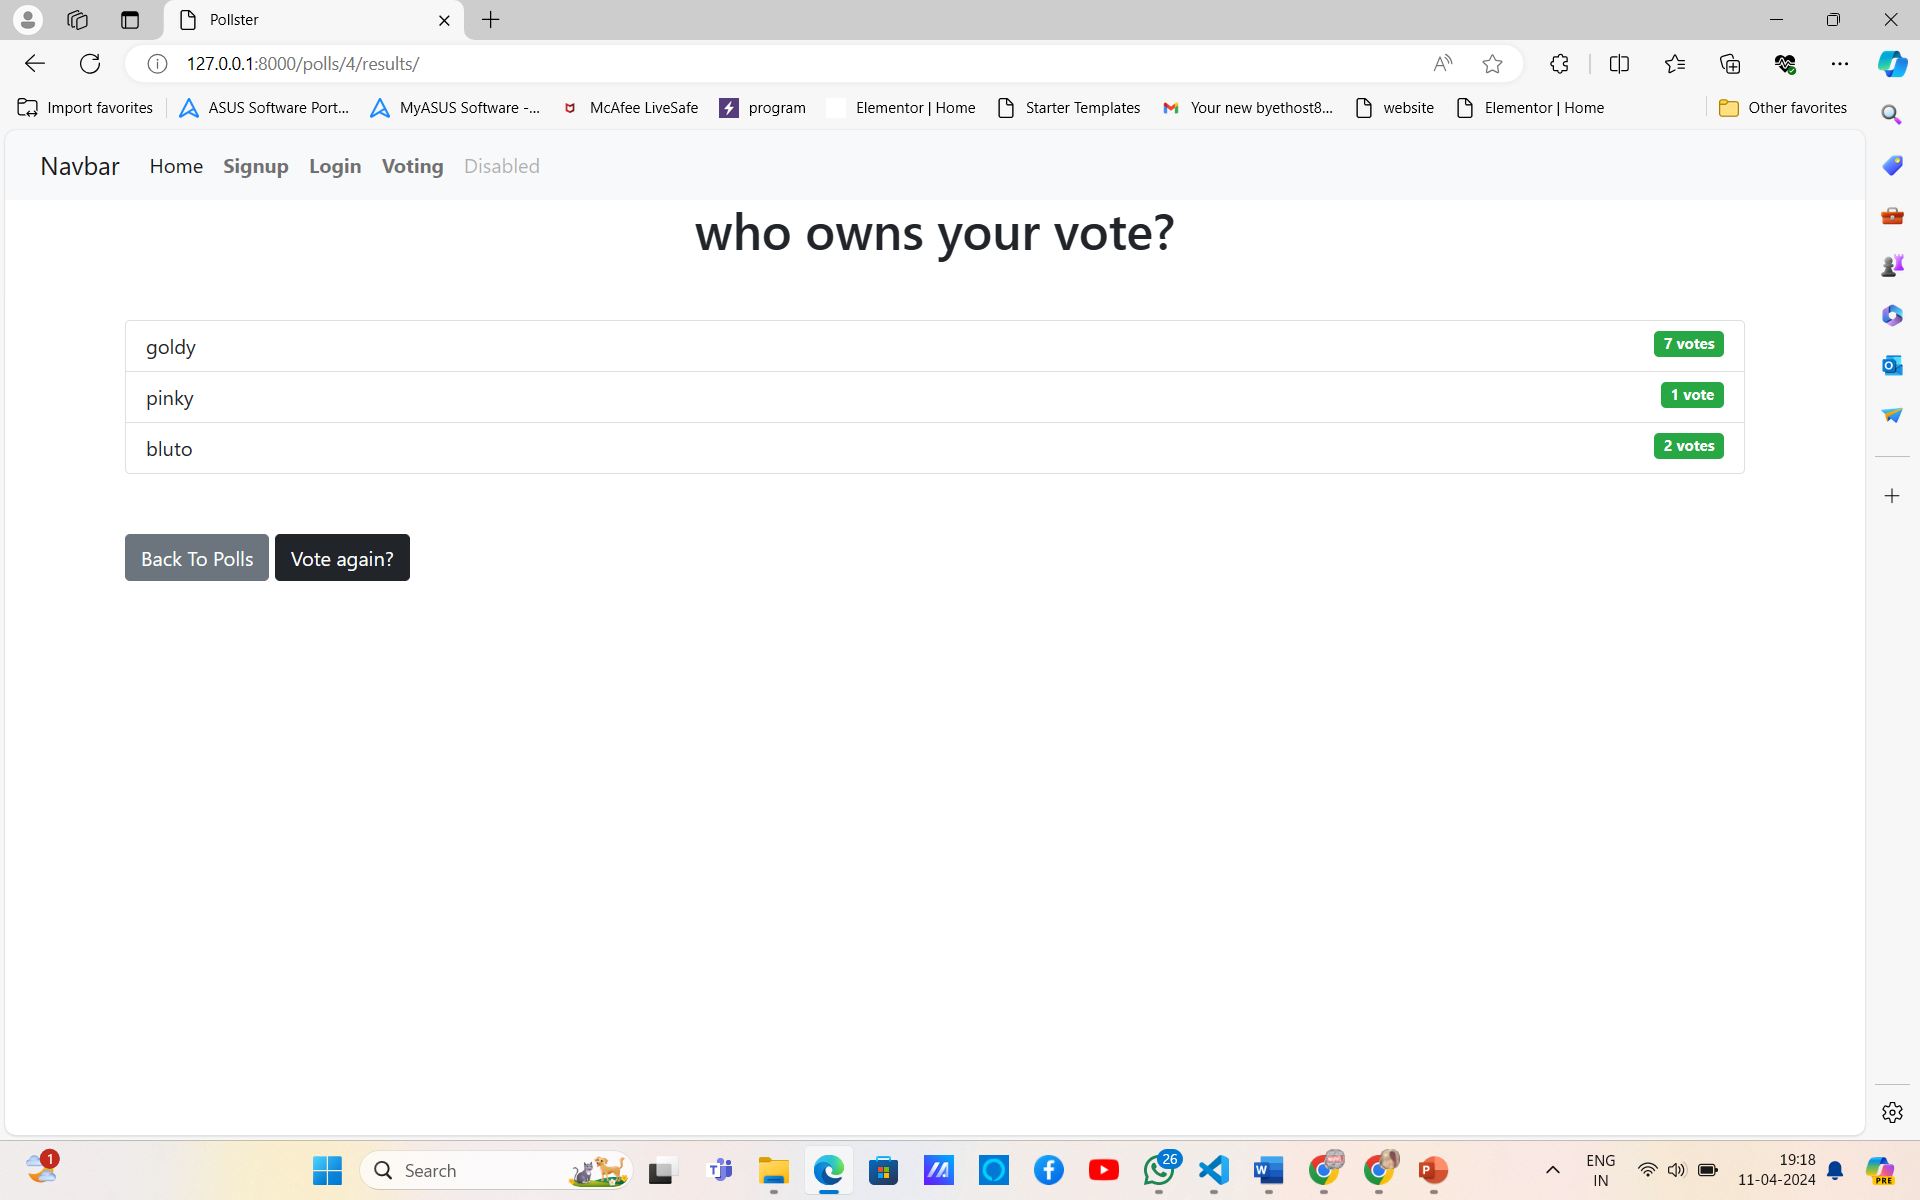 Pollster
127.0.0.1:8000/polls/4/results/
Import favorites ASUS Software Port... MyASUS Software -... McAfee LiveSafe program Elementor | Home Starter Templates Your new byethost8... website Elementor | Home Other favorites
Navbar Home Signup Login Voting Disabled
who owns your vote?
goldy 7 votes
pinky 1 vote
bluto 2 votes
Back To Polls Vote again?
1 Search 26 ENG 19:18
IN 11-04-2024 PRE